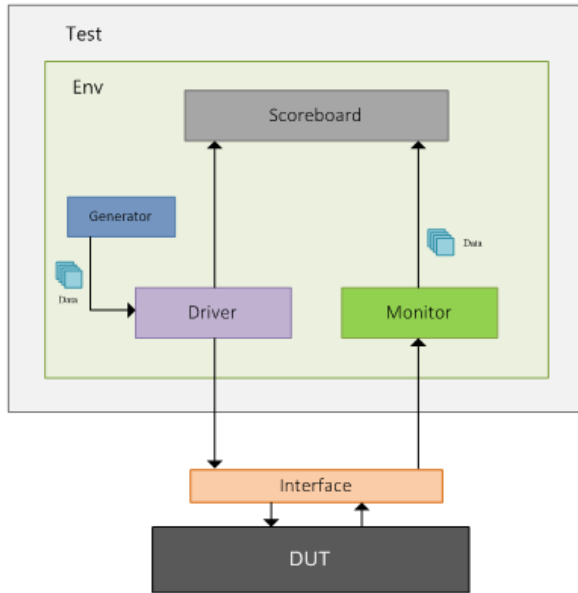 Test
Env
Scoreboard
Generator
Data
Data
Driver
Monitor
Interface
DUT